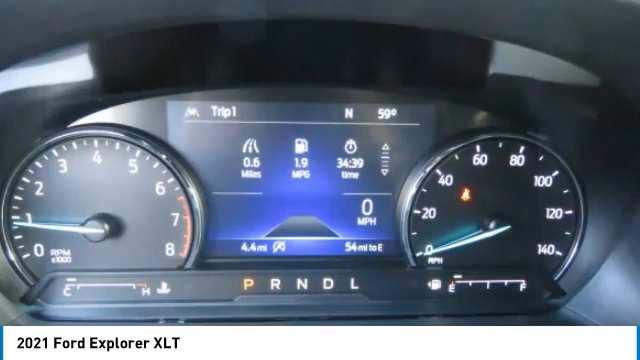 Trip 1 N 59°
0.6 1.9 34:39
Miles MPG time
0
MPH
4.4 mi 54 mi to E
0 1 2 3 4 5 6 7 8
RPM
x1000
0 20 40 60 80 100 120 140
MPH
C H P R N D L E F
2021 Ford Explorer XLT